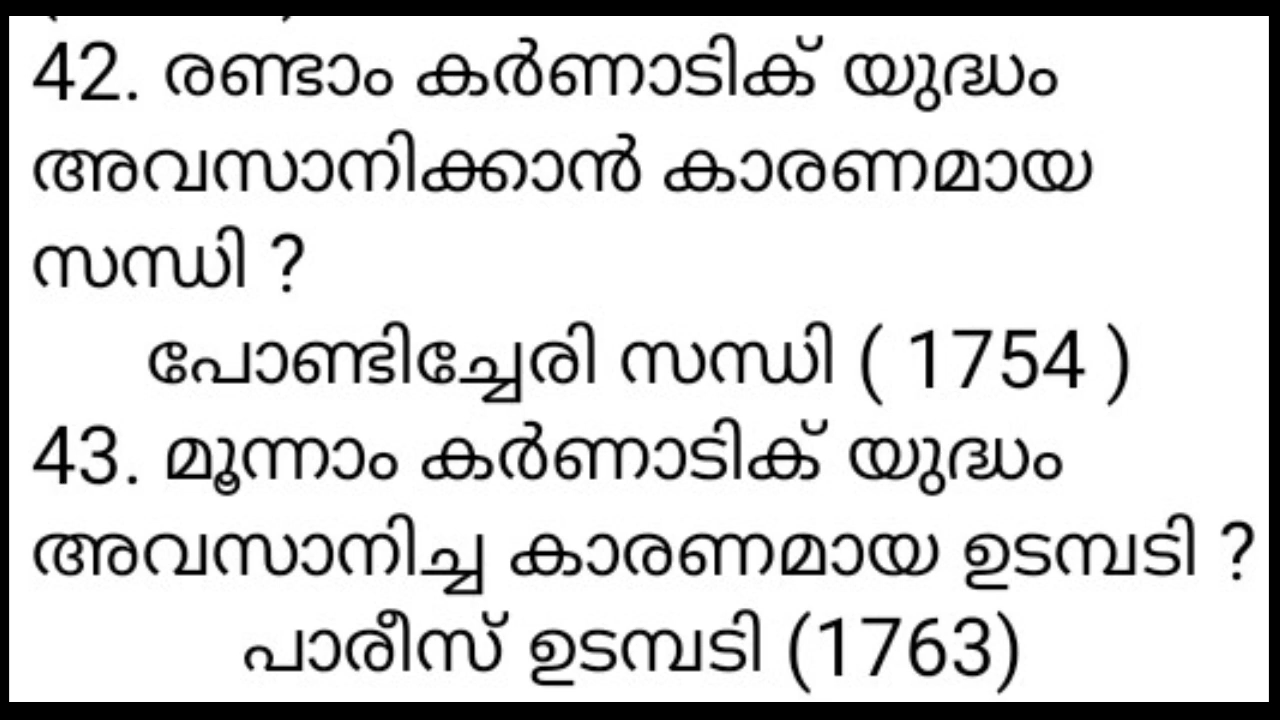 42. രണ്ടാം കർണാടിക് യുദ്ധം
അവസാനിക്കാൻ കാരണമായ
സന്ധി ?
പോണ്ടിച്ചേരി സന്ധി ( 1754 )
43. മൂന്നാം കർണാടിക് യുദ്ധം
അവസാനിച്ച കാരണമായ ഉടമ്പടി ?
പാരീസ് ഉടമ്പടി (1763)